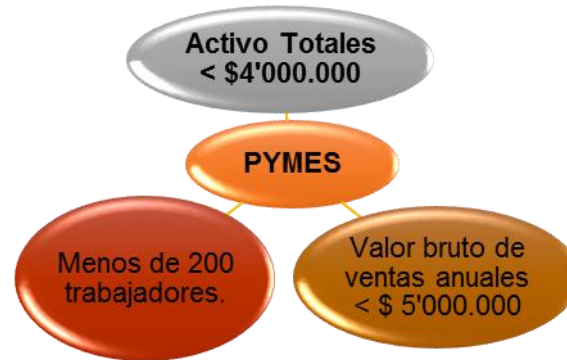 Activo Totales
< $4'000.000
PYMES
Menos de 200
trabajadores.
Valor bruto de
ventas anuales
< $ 5'000.000